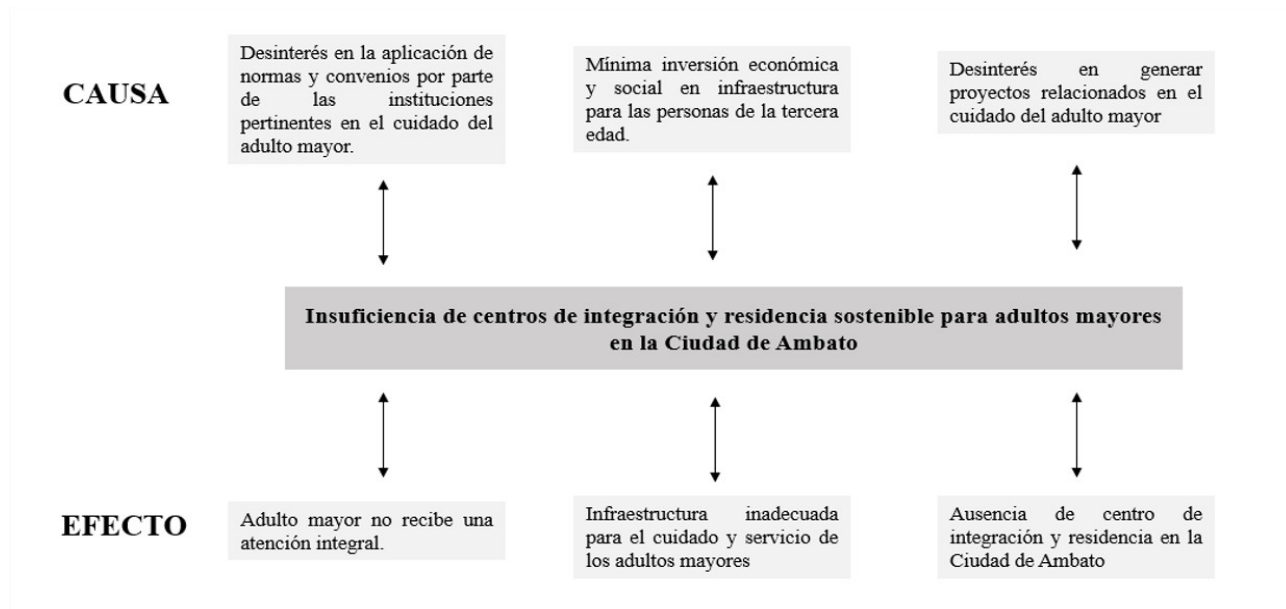 CAUSA
Desinterés en la aplicación de
normas y convenios por parte
de las instituciones
pertinentes en el cuidado del
adulto mayor.
Mínima inversión económica
y social en infraestructura
para las personas de la tercera
edad.
Desinterés en generar
proyectos relacionados en el
cuidado del adulto mayor
Insuficiencia de centros de integración y residencia sostenible para adultos mayores
en la Ciudad de Ambato
EFECTO
Adulto mayor no recibe una
atención integral.
Infraestructura inadecuada
para el cuidado y servicio de
los adultos mayores
Ausencia de centro de
integración y residencia en la
Ciudad de Ambato